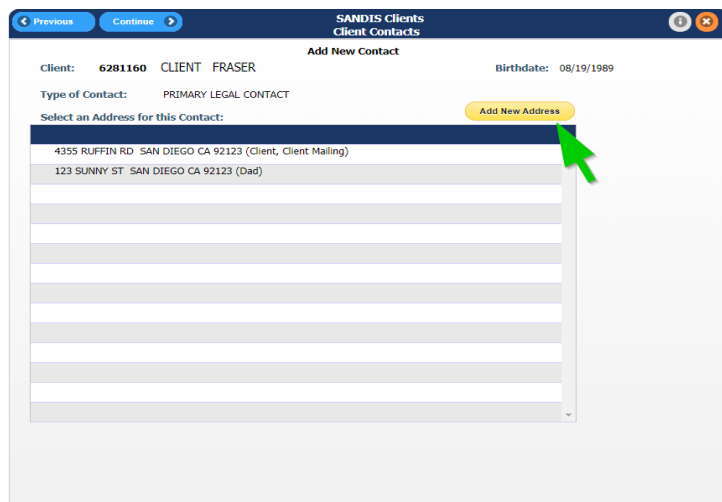 Previous Continue SANDIS Clients
Client Contacts
Add New Contact
Client: 6281160 CLIENT FRASER Birthdate: 08/19/1989
Type of Contact: PRIMARY LEGAL CONTACT
Select an Address for this Contact: Add New Address
4355 RUFFIN RD SAN DIEGO CA 92123 (Client, Client Mailing)
123 SUNNY ST SAN DIEGO CA 92123 (Dad)